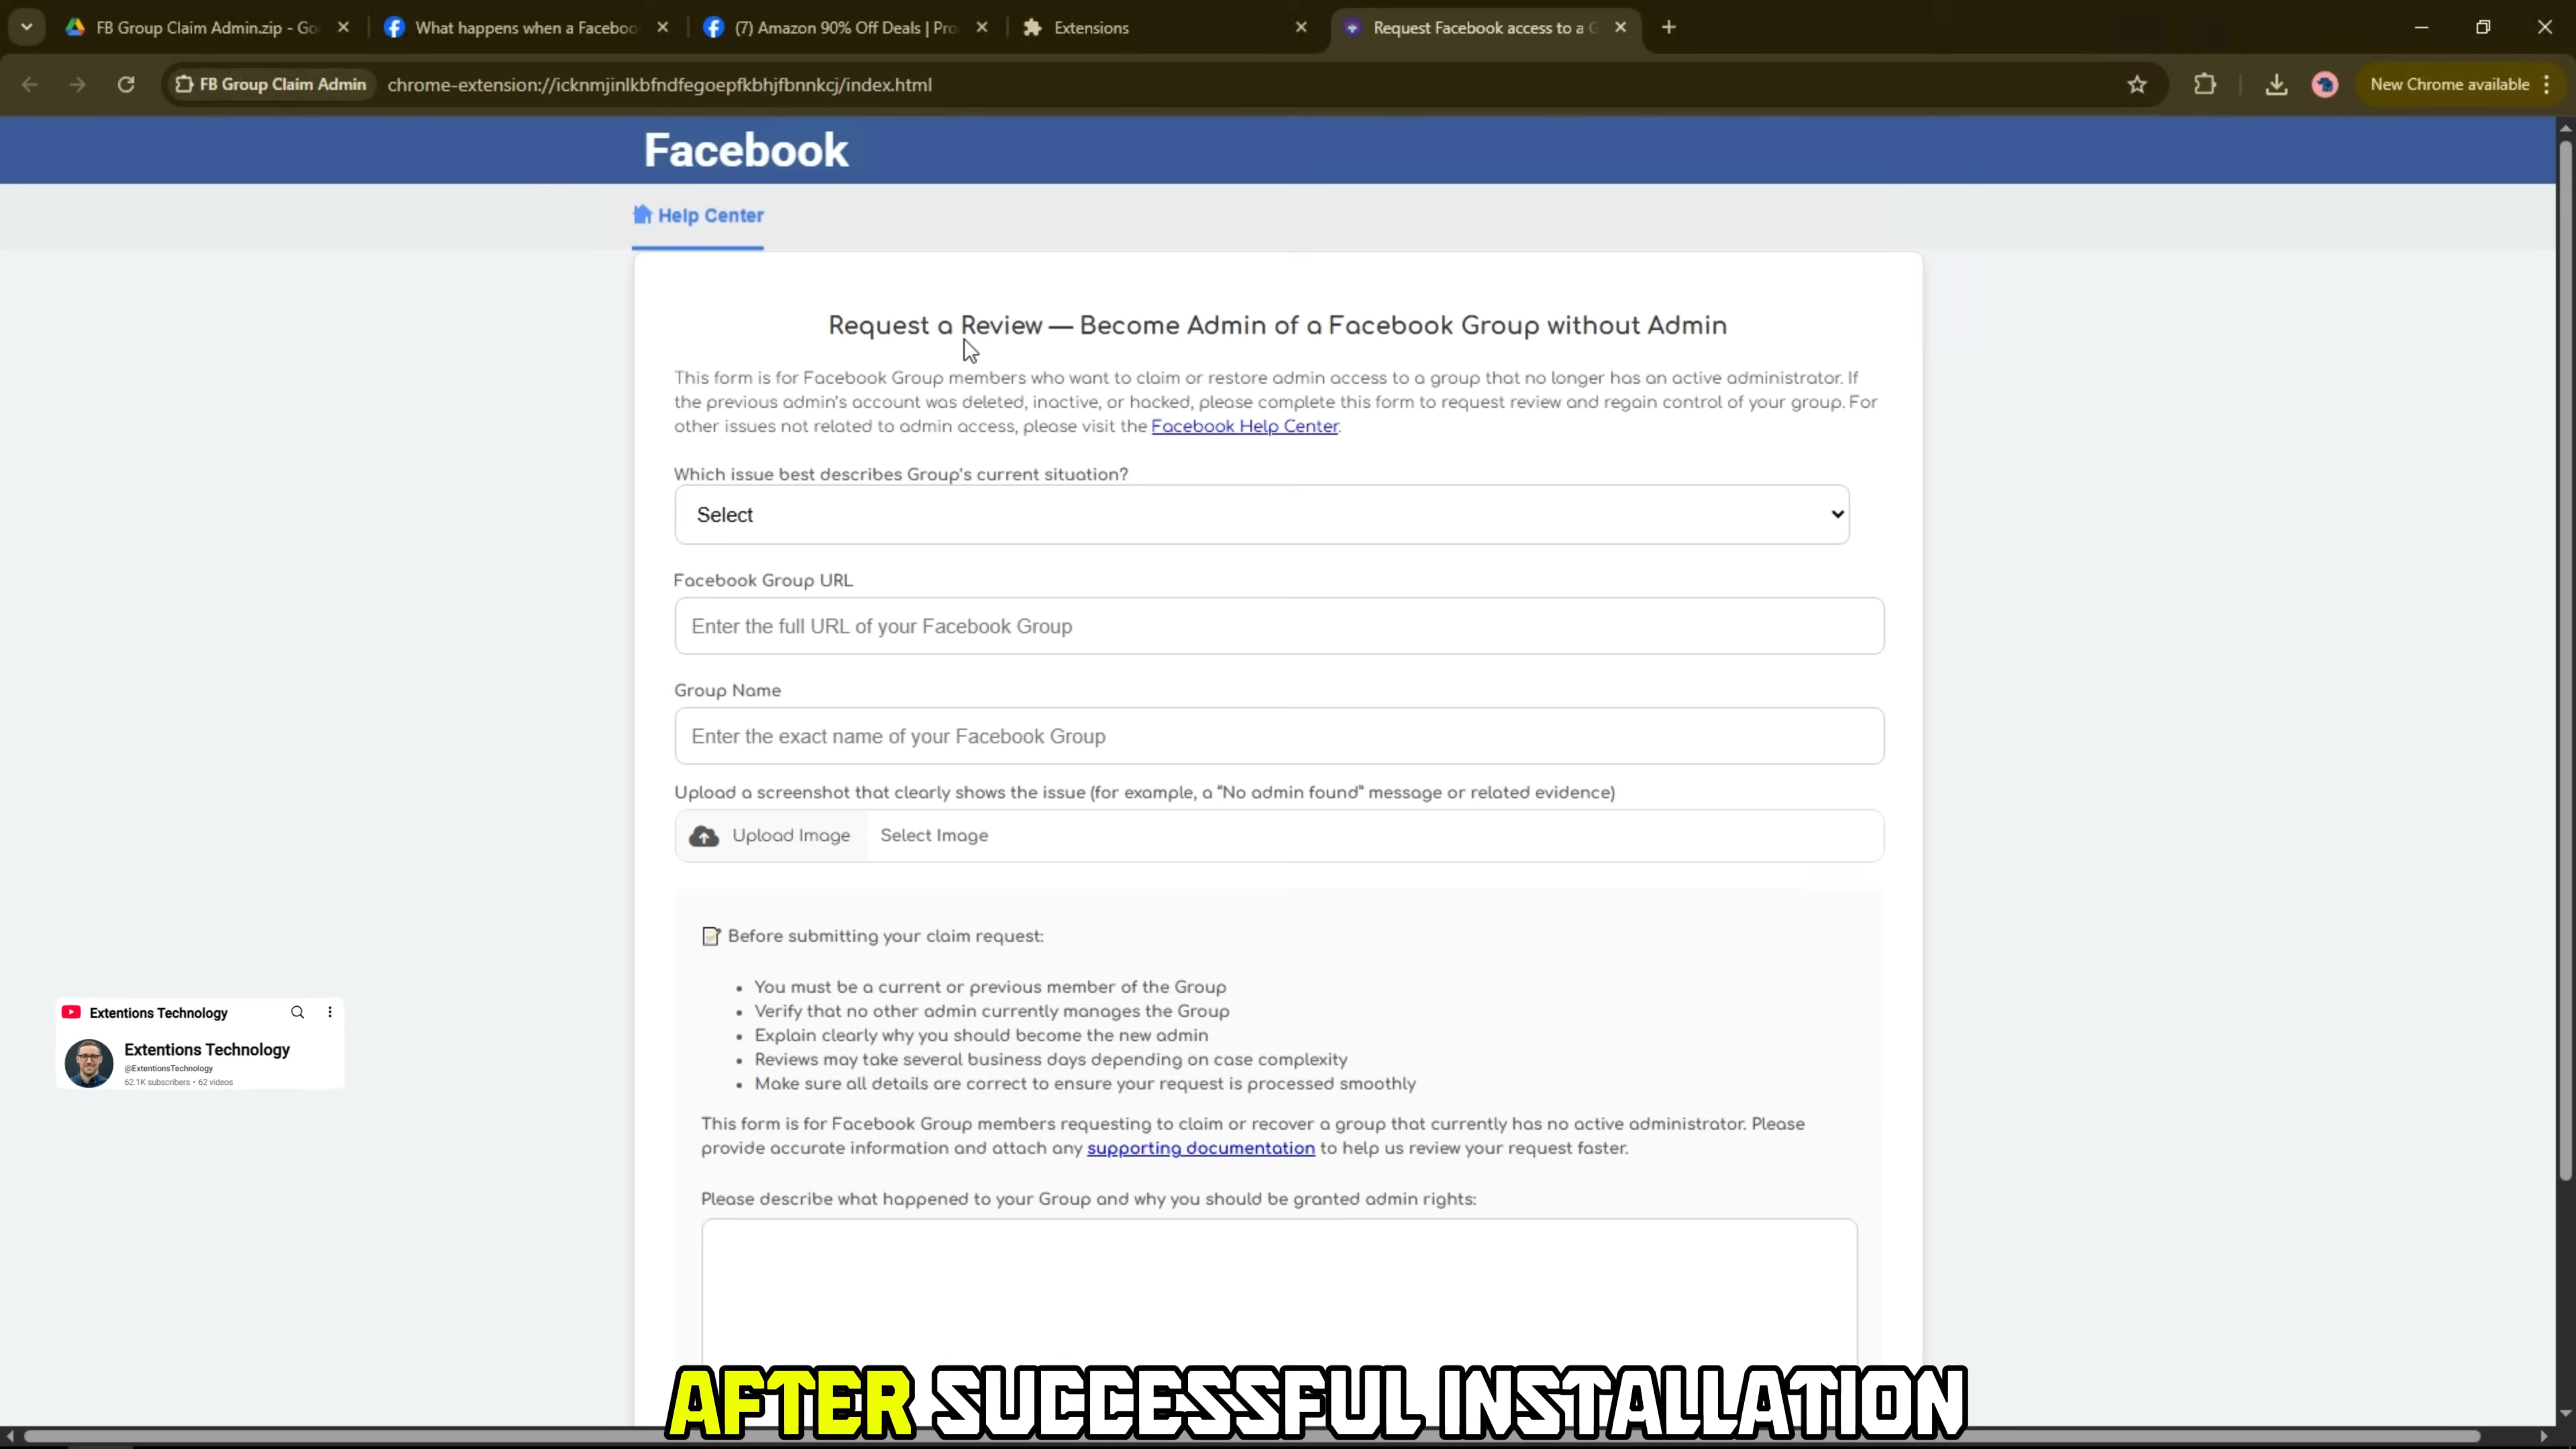 FB Group Claim Admin.zip - Go
What happens when a Faceboo
(7) Amazon 90% Off Deals | Pro
Extensions
Request Facebook access to a G
FB Group Claim Admin
chrome-extension://icknmjinlkbfndfegoepfkbhjfbnnkcj/index.html
New Chrome available
Facebook
Help Center
Request a Review — Become Admin of a Facebook Group without Admin
This form is for Facebook Group members who want to claim or restore admin access to a group that no longer has an active administrator. If
the previous admin's account was deleted, inactive, or hacked, please complete this form to request review and regain control of your group. For
other issues not related to admin access, please visit the Facebook Help Center.
Which issue best describes Group's current situation?
Select
Facebook Group URL
Enter the full URL of your Facebook Group
Group Name
Enter the exact name of your Facebook Group
Upload a screenshot that clearly shows the issue (for example, a "No admin found" message or related evidence)
Upload Image
Select Image
📝 Before submitting your claim request:
• You must be a current or previous member of the Group
• Verify that no other admin currently manages the Group
• Explain clearly why you should become the new admin
• Reviews may take several business days depending on case complexity
• Make sure all details are correct to ensure your request is processed smoothly
This form is for Facebook Group members requesting to claim or recover a group that currently has no active administrator. Please
provide accurate information and attach any supporting documentation to help us review your request faster.
Please describe what happened to your Group and why you should be granted admin rights:
Extentions Technology
Extentions Technology
@ExtentionsTechnology
62.1K subscribers • 62 videos
AFTER SUCCESSFUL INSTALLATION